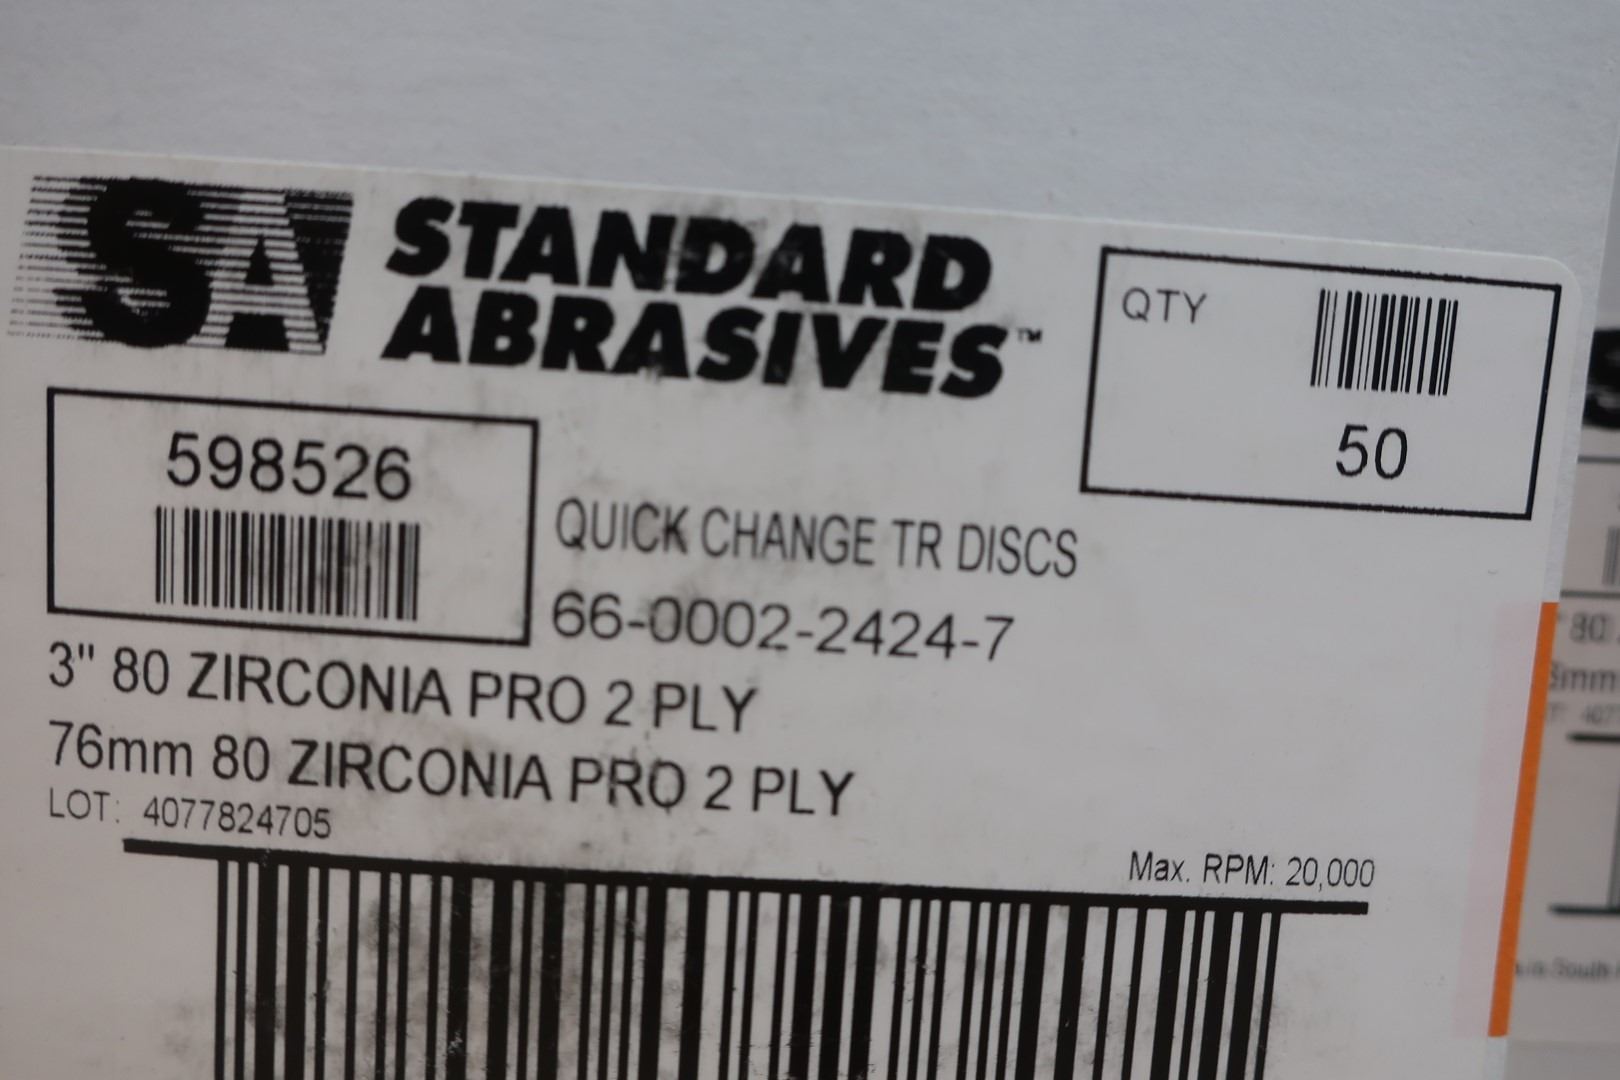 SA STANDARD
ABRASIVES™
QTY
50
598526
QUICK CHANGE TR DISCS
66-0002-2424-7
3" 80 ZIRCONIA PRO 2 PLY
76mm 80 ZIRCONIA PRO 2 PLY
LOT: 4077824705
Max. RPM: 20,000
80